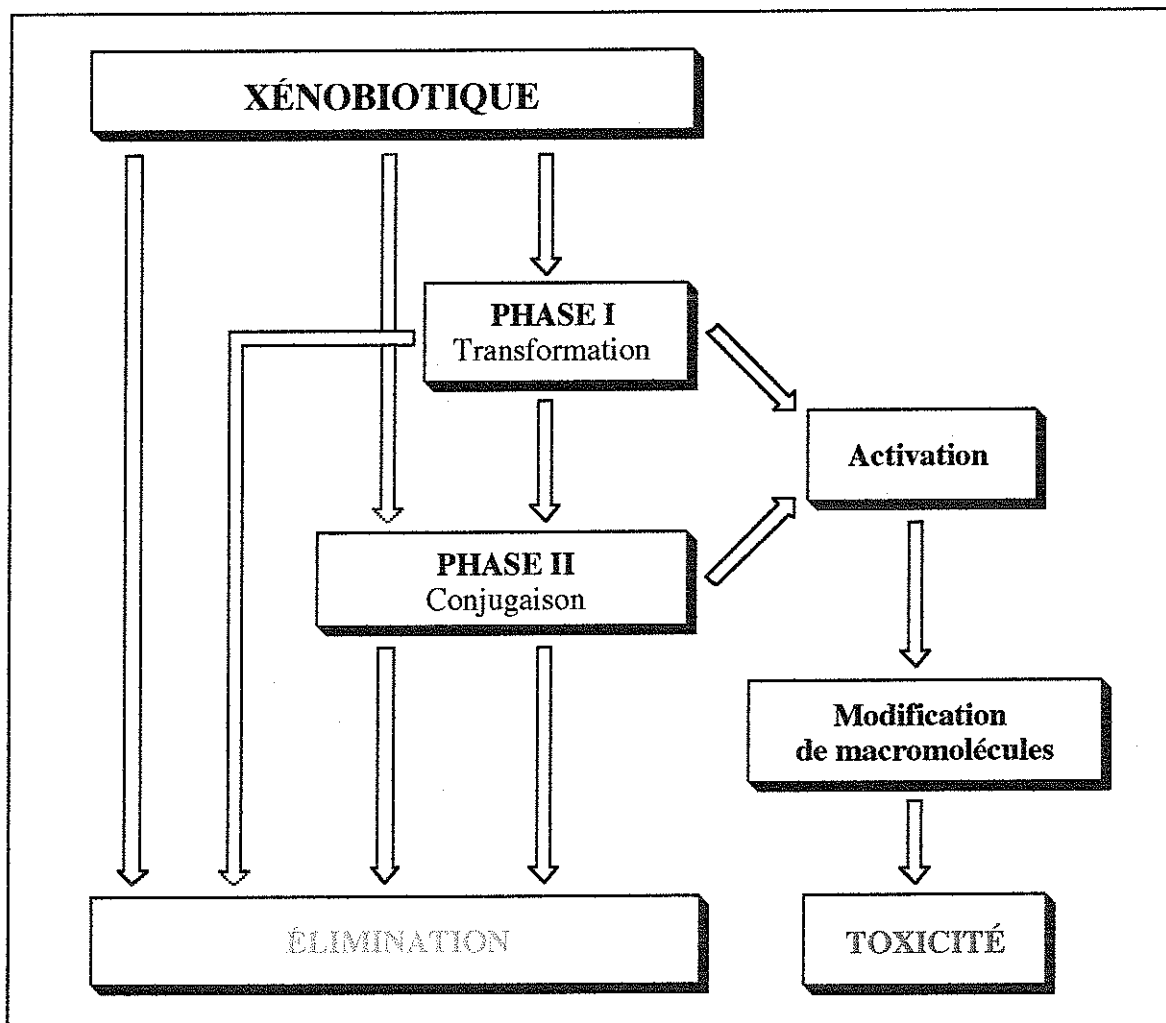 XÉNOBIOTIQUE
PHASE I
Transformation
Activation
PHASE II
Conjugaison
Modification
de macromolécules
ÉLIMINATION
TOXICITÉ